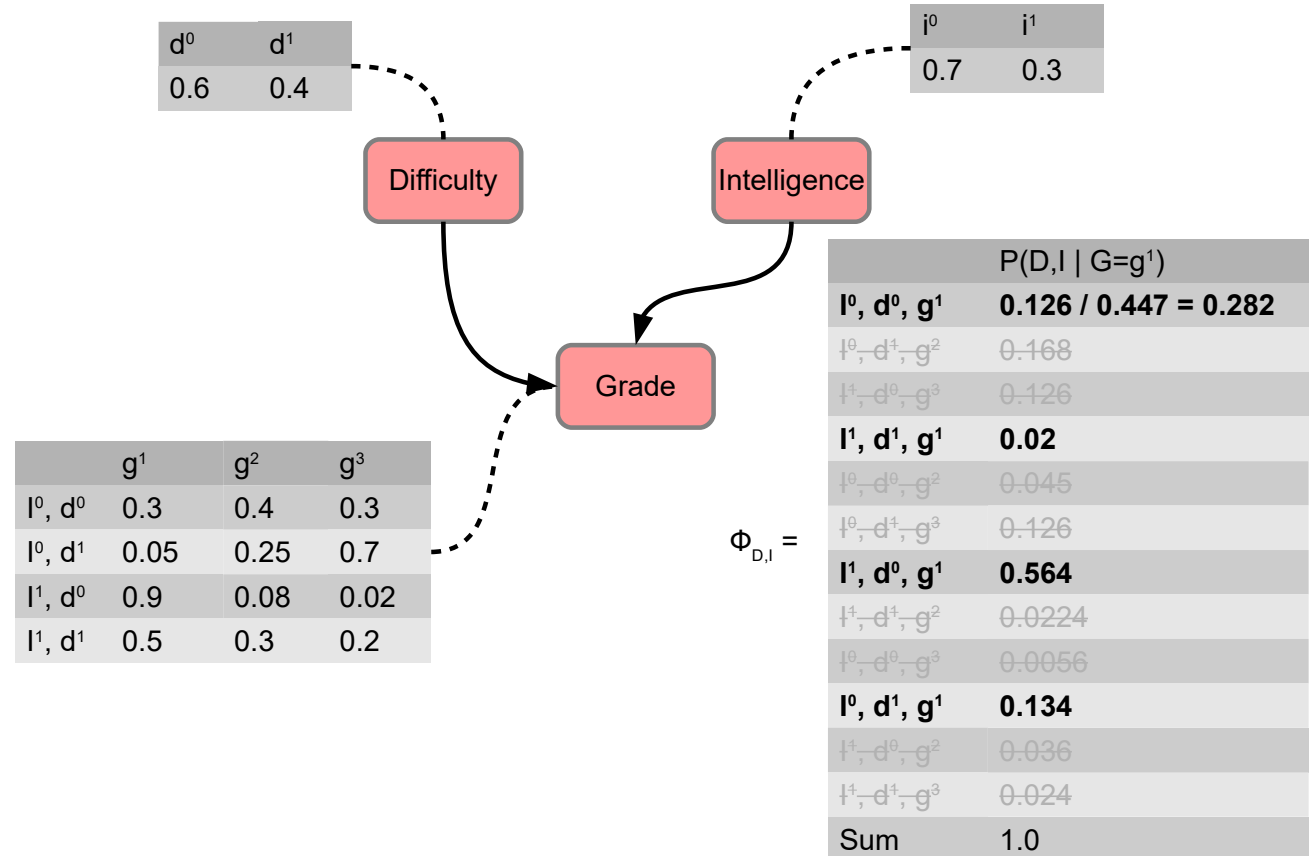 d⁰ d¹
0.6 0.4
i⁰ i¹
0.7 0.3
Difficulty
Intelligence
Grade
g¹ g² g³
I⁰, d⁰ 0.3 0.4 0.3
I⁰, d¹ 0.05 0.25 0.7
I¹, d⁰ 0.9 0.08 0.02
I¹, d¹ 0.5 0.3 0.2
Φ_D,I =
P(D,I | G=g¹)
I⁰, d⁰, g¹ 0.126 / 0.447 = 0.282
I⁰, d¹, g² 0.168
I¹, d⁰, g³ 0.126
I¹, d¹, g¹ 0.02
I⁰, d⁰, g² 0.045
I⁰, d¹, g³ 0.126
I¹, d⁰, g¹ 0.564
I¹, d¹, g² 0.0224
I⁰, d⁰, g³ 0.0056
I⁰, d¹, g¹ 0.134
I¹, d⁰, g² 0.036
I¹, d¹, g³ 0.024
Sum 1.0